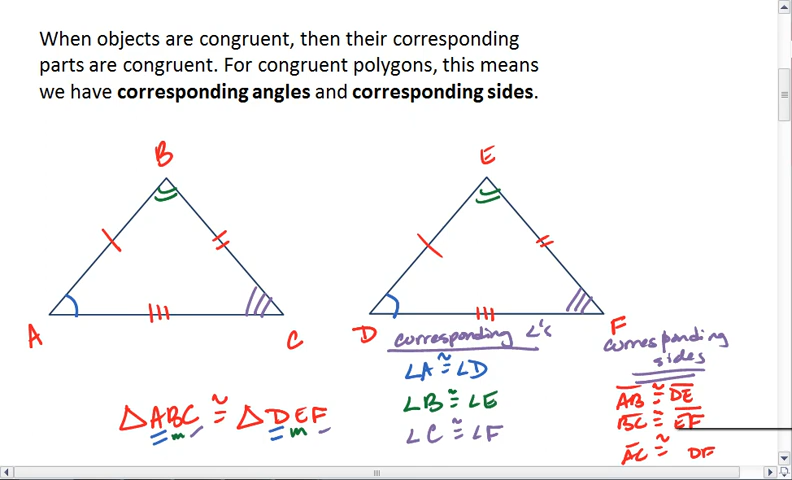 When objects are congruent, then their corresponding
parts are congruent. For congruent polygons, this means
we have corresponding angles and corresponding sides.
B
E
A
C
D
F
corresponding ∠'s
∠A ≅ ∠D
∠B ≅ ∠E
∠C ≅ ∠F
corresponding
sides
AB ≅ DE
BC ≅ EF
AC ≅ DF
△ABC ≅ △DEF